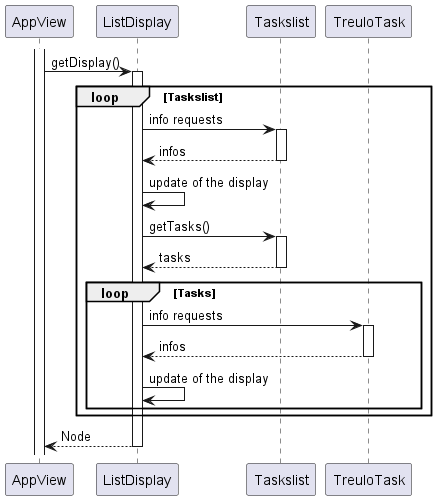 AppView ListDisplay Taskslist TreuloTask
getDisplay()
loop [Taskslist]
info requests
infos
update of the display
getTasks()
tasks
loop [Tasks]
info requests
infos
update of the display
Node
AppView ListDisplay Taskslist TreuloTask